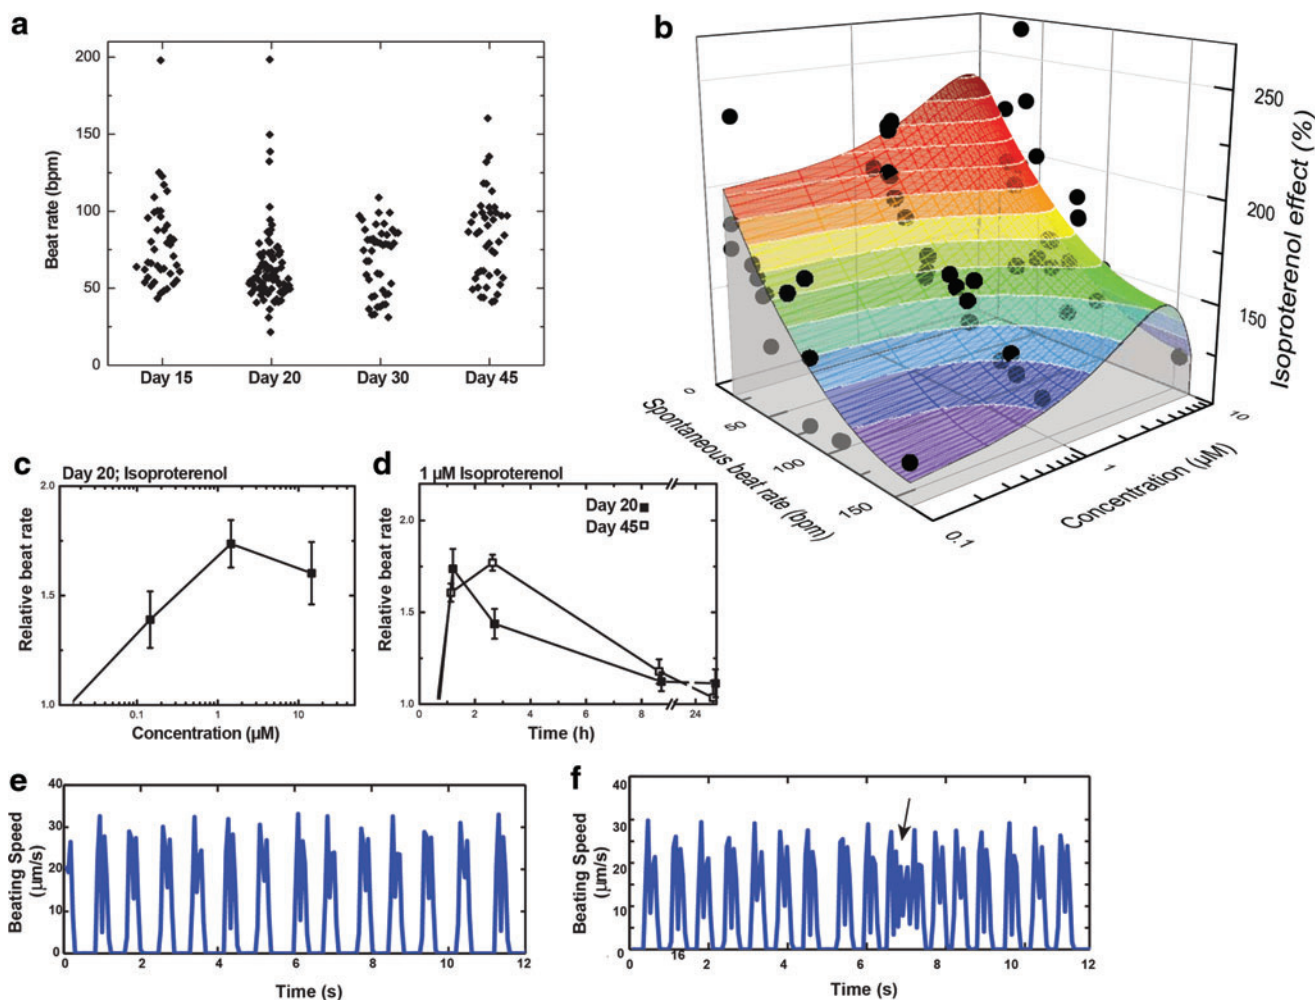 a
Beat rate (bpm)
200
150
100
50
0
Day 15 Day 20 Day 30 Day 45
b
Isoproterenol effect (%)
250
200
150
0
50
100
150
Spontaneous beat rate (bpm)
0.1
1
10
Concentration (µM)
c
Day 20; Isoproterenol
Relative beat rate
2.0
1.5
1.0
0.1 1 10
Concentration (µM)
d
1 µM Isoproterenol
Day 20
Day 45
Relative beat rate
2.0
1.5
1.0
0 2 4 6 8 24
Time (h)
e
Beating Speed
(µm/s)
40
30
20
10
0
0 2 4 6 8 10 12
Time (s)
f
Beating Speed
(µm/s)
40
30
20
10
0
16
0 2 4 6 8 10 12
Time (s)